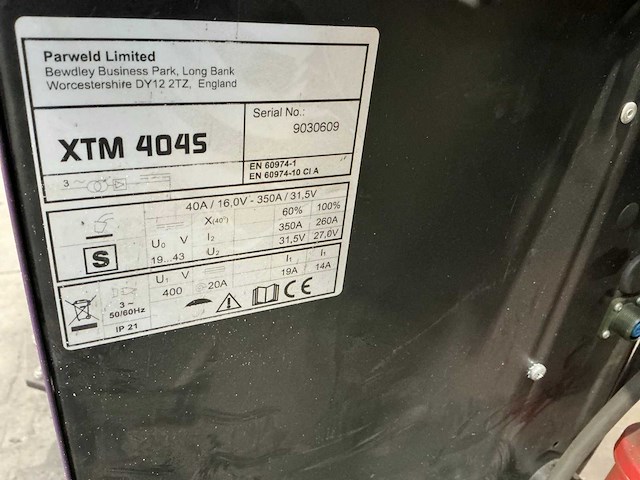 Parweld Limited
Bewdley Business Park, Long Bank
Worcestershire DY12 2TZ, England
XTM 404S
Serial No.:
9030609
EN 60974-1
EN 60974-10 Cl A
3~
40A / 16,0V - 350A / 31,5V
X(40°) 60% 100%
U0 V I2 350A 260A
19...43 U2 31,5V 27,0V
S
U1 V I1 I1
400 20A 19A 14A
3~
50/60Hz
IP 21
CE